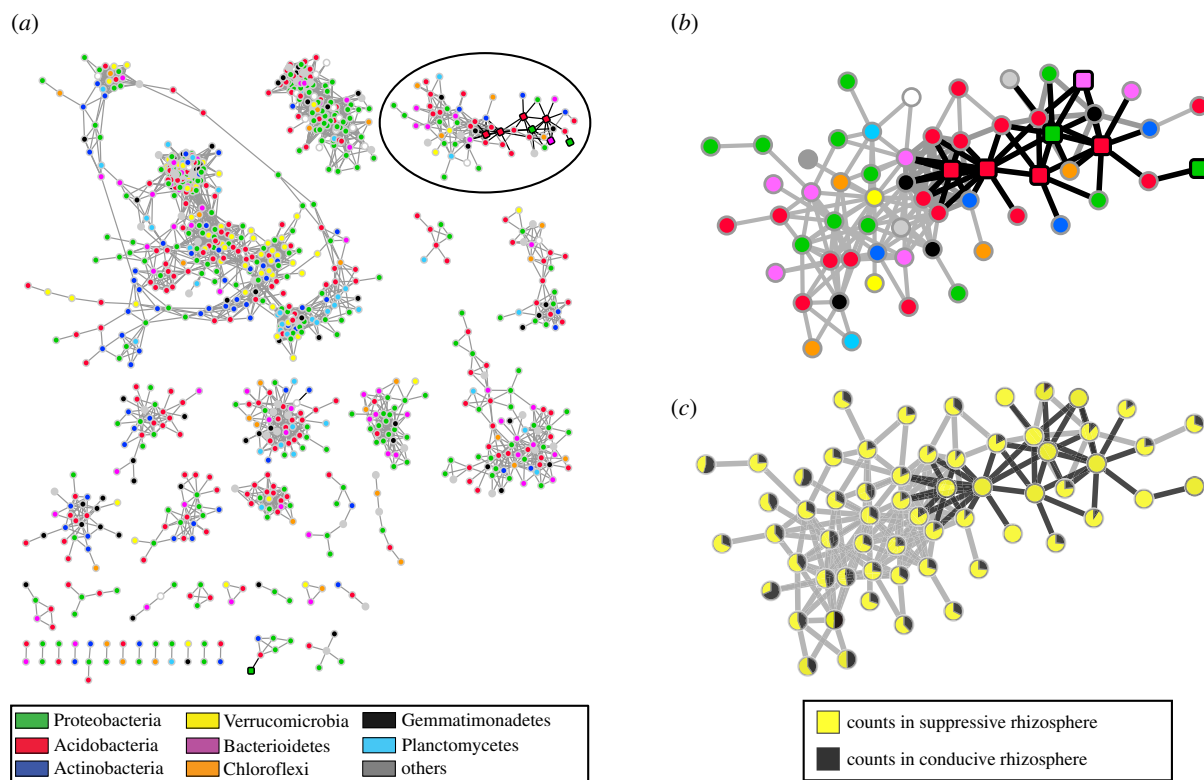 (a)
(b)
(c)
Proteobacteria
Verrucomicrobia
Gemmatimonadetes
Acidobacteria
Bacterioidetes
Planctomycetes
Actinobacteria
Chloroflexi
others
counts in suppressive rhizosphere
counts in conducive rhizosphere